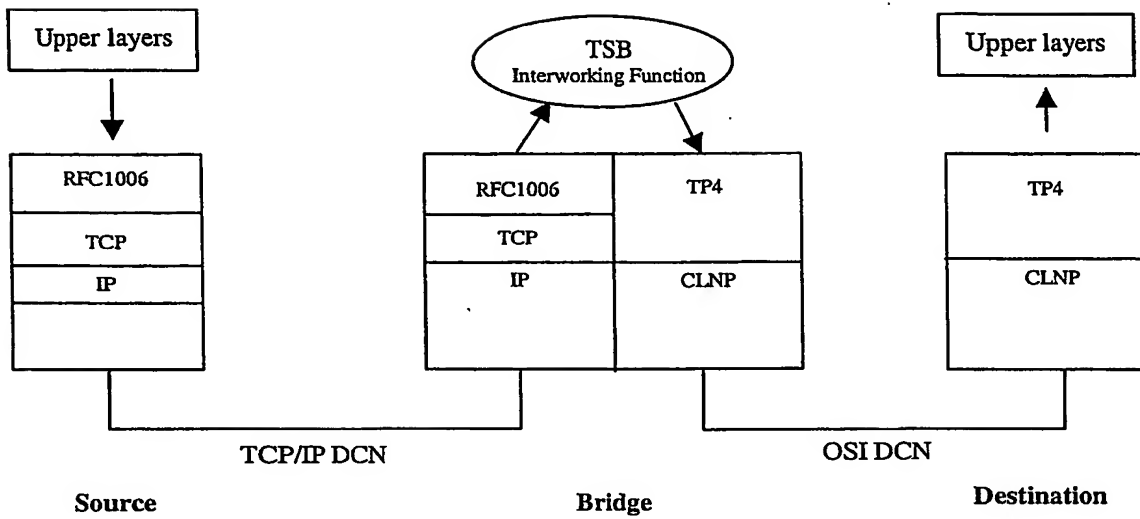 Upper layers
TSB
Interworking Function
Upper layers
RFC1006
TCP
IP
RFC1006
TCP
IP
TP4
CLNP
TP4
CLNP
TCP/IP DCN
OSI DCN
Source
Bridge
Destination